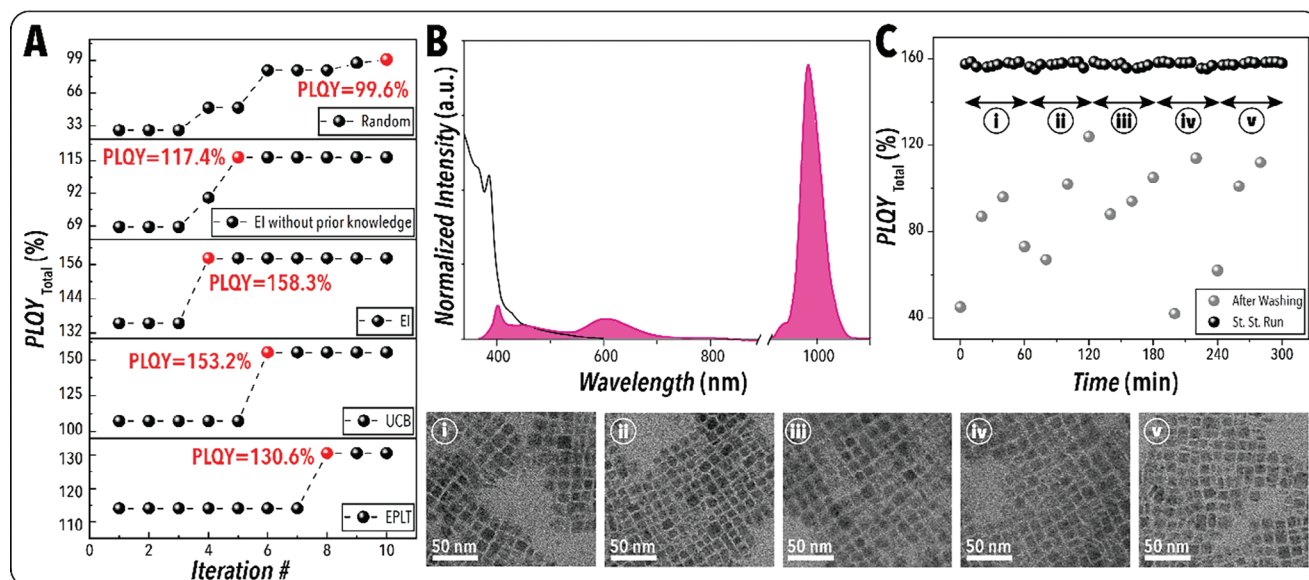 A
PLQY Total (%)
99
66
33
PLQY=99.6%
Random
115
92
69
PLQY=117.4%
EI without prior knowledge
156
144
132
PLQY=158.3%
EI
150
125
100
PLQY=153.2%
UCB
130
120
110
PLQY=130.6%
EPLT
0 2 4 6 8 10
Iteration #
B
Normalized Intensity (a.u.)
400 600 800 1000
Wavelength (nm)
C
PLQY Total (%)
160
120
80
40
i ii iii iv v
After Washing
St. St. Run
0 60 120 180 240 300
Time (min)
i
50 nm
ii
50 nm
iii
50 nm
iv
50 nm
v
50 nm